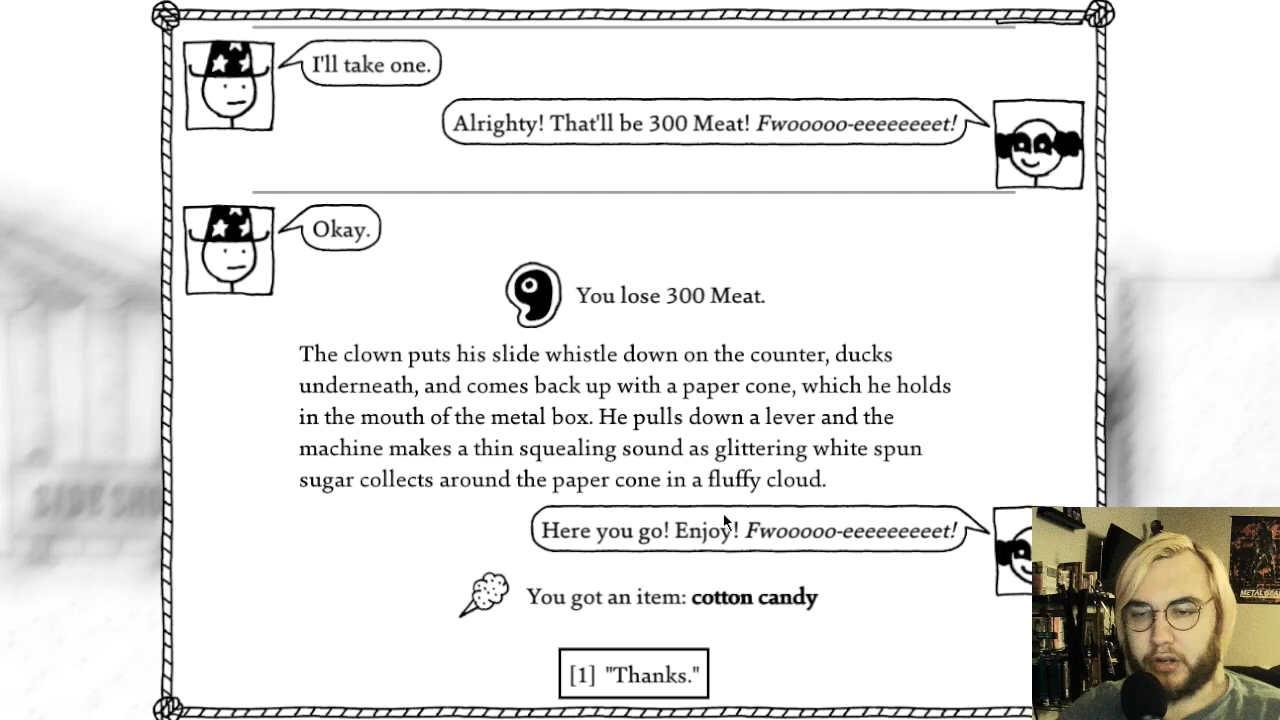 I'll take one.
Alrighty! That'll be 300 Meat! Fwooooo-eeeeeeeet!
Okay.
You lose 300 Meat.
The clown puts his slide whistle down on the counter, ducks
underneath, and comes back up with a paper cone, which he holds
in the mouth of the metal box. He pulls down a lever and the
machine makes a thin squealing sound as glittering white spun
sugar collects around the paper cone in a fluffy cloud.
Here you go! Enjoy! Fwooooo-eeeeeeeet!
You got an item: cotton candy
[1] "Thanks."
SIDE SHO
METAL GEAR